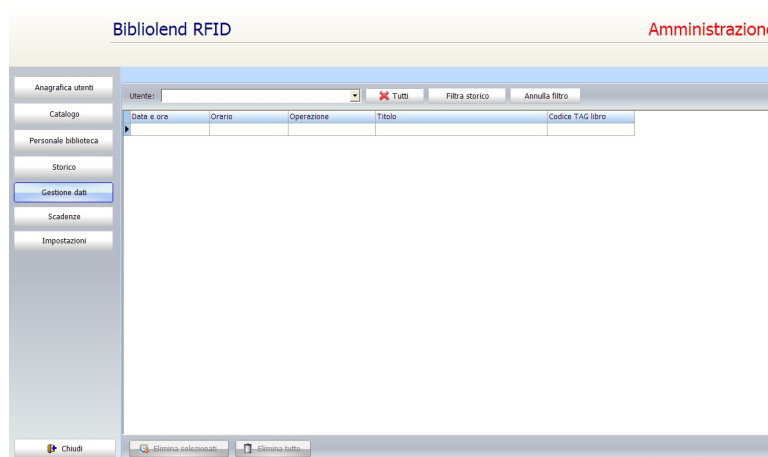 Bibliolend RFID
Amministrazione
Anagrafica utenti
Catalogo
Personale biblioteca
Storico
Gestione dati
Scadenze
Impostazioni
Chiudi
Utente: Tutti Filtra storico Annulla filtro
Data e ora Orario Operazione Titolo Codice TAG libro
Elimina selezionati Elimina tutto